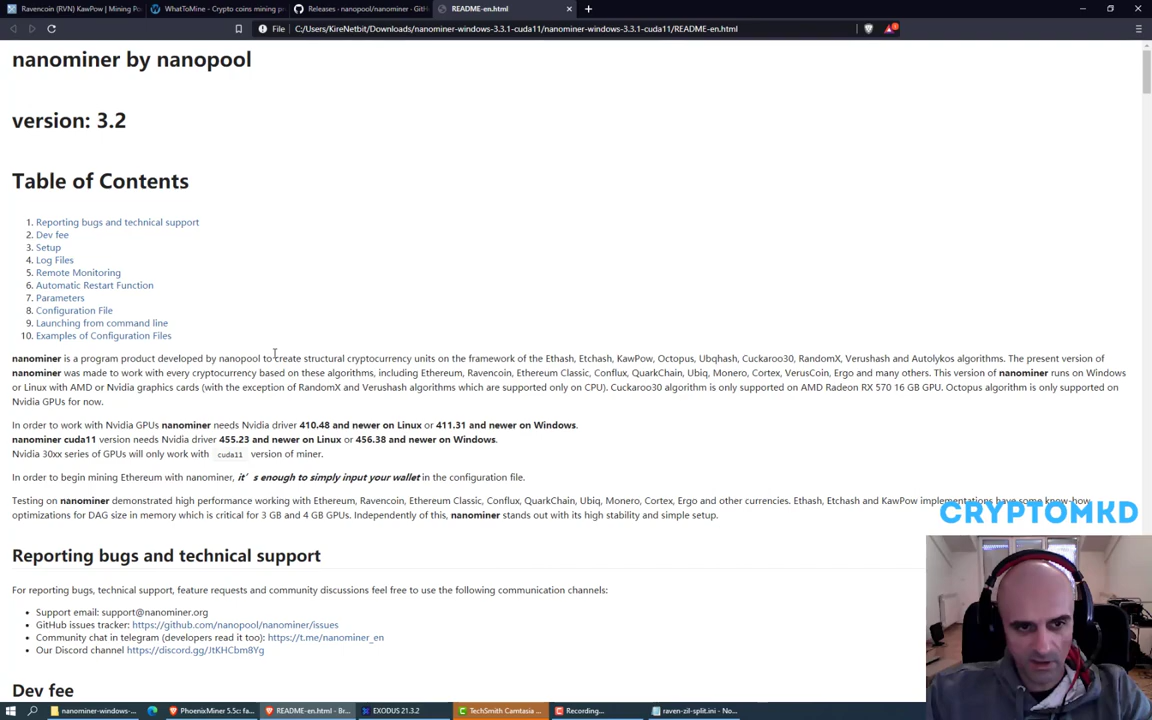 Ravencoin (RVN) KawPow | Mining Po
WhatToMine - Crypto coins mining pr
Releases - nanopool/nanominer - GitH
README-en.html
File
C:/Users/KireNetbit/Downloads/nanominer-windows-3.3.1-cuda11/nanominer-windows-3.3.1-cuda11/README-en.html
nanominer by nanopool
version: 3.2
Table of Contents
1. Reporting bugs and technical support
2. Dev fee
3. Setup
4. Log Files
5. Remote Monitoring
6. Automatic Restart Function
7. Parameters
8. Configuration File
9. Launching from command line
10. Examples of Configuration Files
nanominer is a program product developed by nanopool to create structural cryptocurrency units on the framework of the Ethash, Etchash, KawPow, Octopus, Ubqhash, Cuckaroo30, RandomX, Verushash and Autolykos algorithms. The present version of
nanominer was made to work with every cryptocurrency based on these algorithms, including Ethereum, Ravencoin, Ethereum Classic, Conflux, QuarkChain, Ubiq, Monero, Cortex, VerusCoin, Ergo and many others. This version of nanominer runs on Windows
or Linux with AMD or Nvidia graphics cards (with the exception of RandomX and Verushash algorithms which are supported only on CPU). Cuckaroo30 algorithm is only supported on AMD Radeon RX 570 16 GB GPU. Octopus algorithm is only supported on
Nvidia GPUs for now.
In order to work with Nvidia GPUs nanominer needs Nvidia driver 410.48 and newer on Linux or 411.31 and newer on Windows.
nanominer cuda11 version needs Nvidia driver 455.23 and newer on Linux or 456.38 and newer on Windows.
Nvidia 30xx series of GPUs will only work with cuda11 version of miner.
In order to begin mining Ethereum with nanominer, it's enough to simply input your wallet in the configuration file.
Testing on nanominer demonstrated high performance working with Ethereum, Ravencoin, Ethereum Classic, Conflux, QuarkChain, Ubiq, Monero, Cortex, Ergo and other currencies. Ethash, Etchash and KawPow implementations have some know-how
optimizations for DAG size in memory which is critical for 3 GB and 4 GB GPUs. Independently of this, nanominer stands out with its high stability and simple setup.
CRYPTOMKD
Reporting bugs and technical support
For reporting bugs, technical support, feature requests and community discussions feel free to use the following communication channels:
Support email: support@nanominer.org
GitHub issues tracker: https://github.com/nanopool/nanominer/issues
Community chat in telegram (developers read it too): https://t.me/nanominer_en
Our Discord channel https://discord.gg/JtKHCbm8Yg
Dev fee
nanominer-windows-...
PhoenixMiner 5.5c: fa...
README-en.html - Br...
EXODUS 21.3.2
TechSmith Camtasia ...
Recording...
raven-zil-split.ini - No...